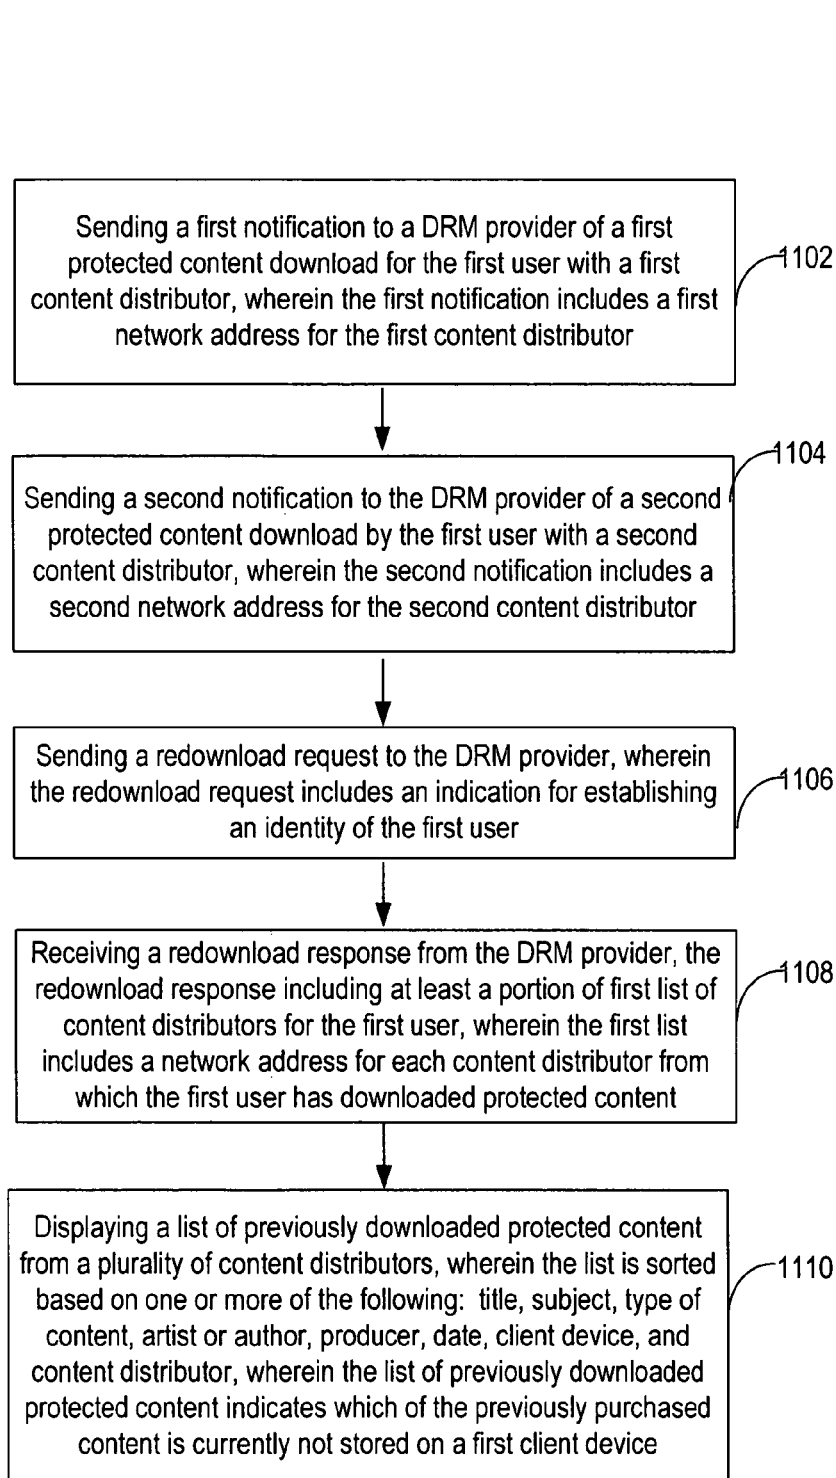 Sending a first notification to a DRM provider of a first
protected content download for the first user with a first
content distributor, wherein the first notification includes a first
network address for the first content distributor
1102
Sending a second notification to the DRM provider of a second
protected content download by the first user with a second
content distributor, wherein the second notification includes a
second network address for the second content distributor
1104
Sending a redownload request to the DRM provider, wherein
the redownload request includes an indication for establishing
an identity of the first user
1106
Receiving a redownload response from the DRM provider, the
redownload response including at least a portion of first list of
content distributors for the first user, wherein the first list
includes a network address for each content distributor from
which the first user has downloaded protected content
1108
Displaying a list of previously downloaded protected content
from a plurality of content distributors, wherein the list is sorted
based on one or more of the following: title, subject, type of
content, artist or author, producer, date, client device, and
content distributor, wherein the list of previously downloaded
protected content indicates which of the previously purchased
content is currently not stored on a first client device
1110